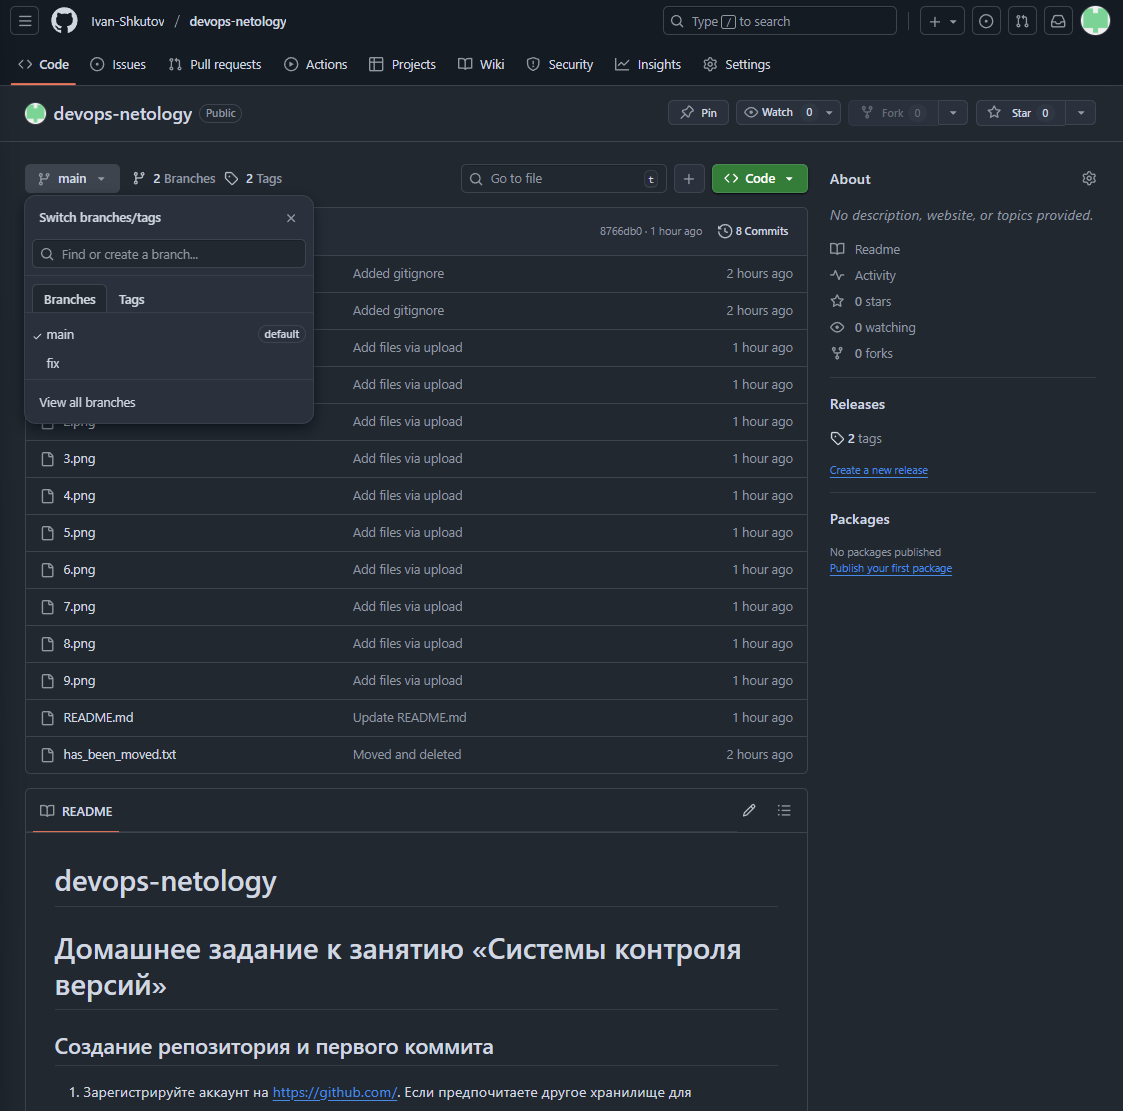 Ivan-Shkutov / devops-netology
Type / to search
Code Issues Pull requests Actions Projects Wiki Security Insights Settings
devops-netology Public
Pin Watch 0 Fork 0 Star 0
main 2 Branches 2 Tags
Go to file t
Code
Switch branches/tags
Find or create a branch...
Branches Tags
main default
fix
View all branches
8766db0 · 1 hour ago 8 Commits
Added gitignore 2 hours ago
Added gitignore 2 hours ago
Add files via upload 1 hour ago
Add files via upload 1 hour ago
2.png Add files via upload 1 hour ago
3.png Add files via upload 1 hour ago
4.png Add files via upload 1 hour ago
5.png Add files via upload 1 hour ago
6.png Add files via upload 1 hour ago
7.png Add files via upload 1 hour ago
8.png Add files via upload 1 hour ago
9.png Add files via upload 1 hour ago
README.md Update README.md 1 hour ago
has_been_moved.txt Moved and deleted 2 hours ago
About
No description, website, or topics provided.
Readme
Activity
0 stars
0 watching
0 forks
Releases
2 tags
Create a new release
Packages
No packages published
Publish your first package
README
devops-netology
Домашнее задание к занятию «Системы контроля
версий»
Создание репозитория и первого коммита
1. Зарегистрируйте аккаунт на https://github.com/. Если предпочитаете другое хранилище для